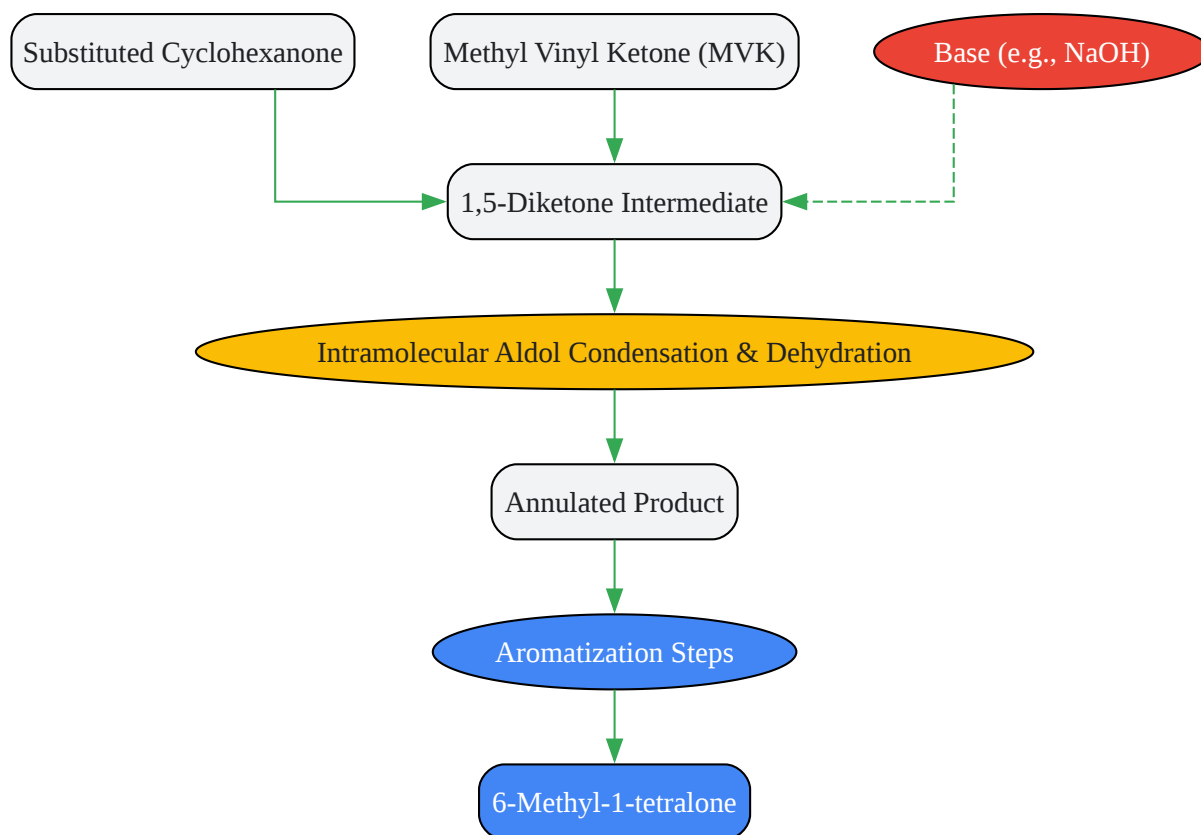 Substituted Cyclohexanone
Methyl Vinyl Ketone (MVK)
Base (e.g., NaOH)
1,5-Diketone Intermediate
Intramolecular Aldol Condensation & Dehydration
Annulated Product
Aromatization Steps
6-Methyl-1-tetralone